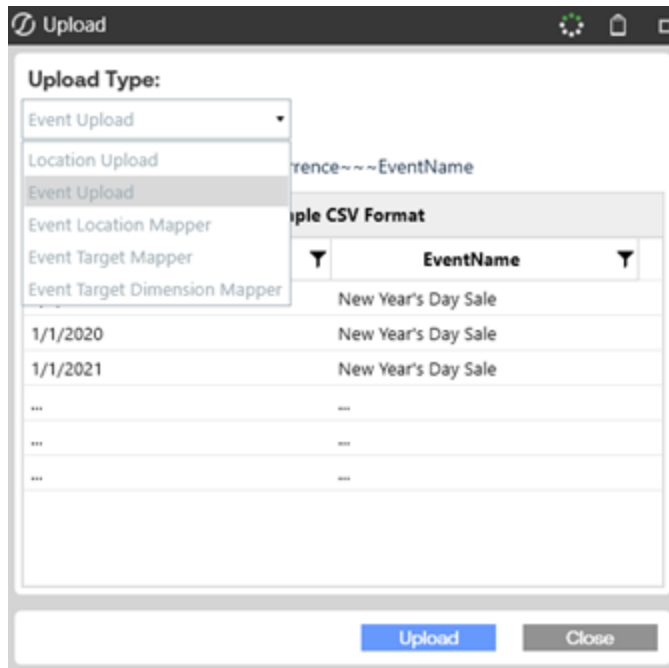 Upload
Upload Type:
Event Upload
Location Upload
rrence~~~EventName
Event Upload
Event Location Mapper
ple CSV Format
Event Target Mapper
EventName
Event Target Dimension Mapper
New Year's Day Sale
1/1/2020 New Year's Day Sale
1/1/2021 New Year's Day Sale
... ...
... ...
... ...
Upload Close